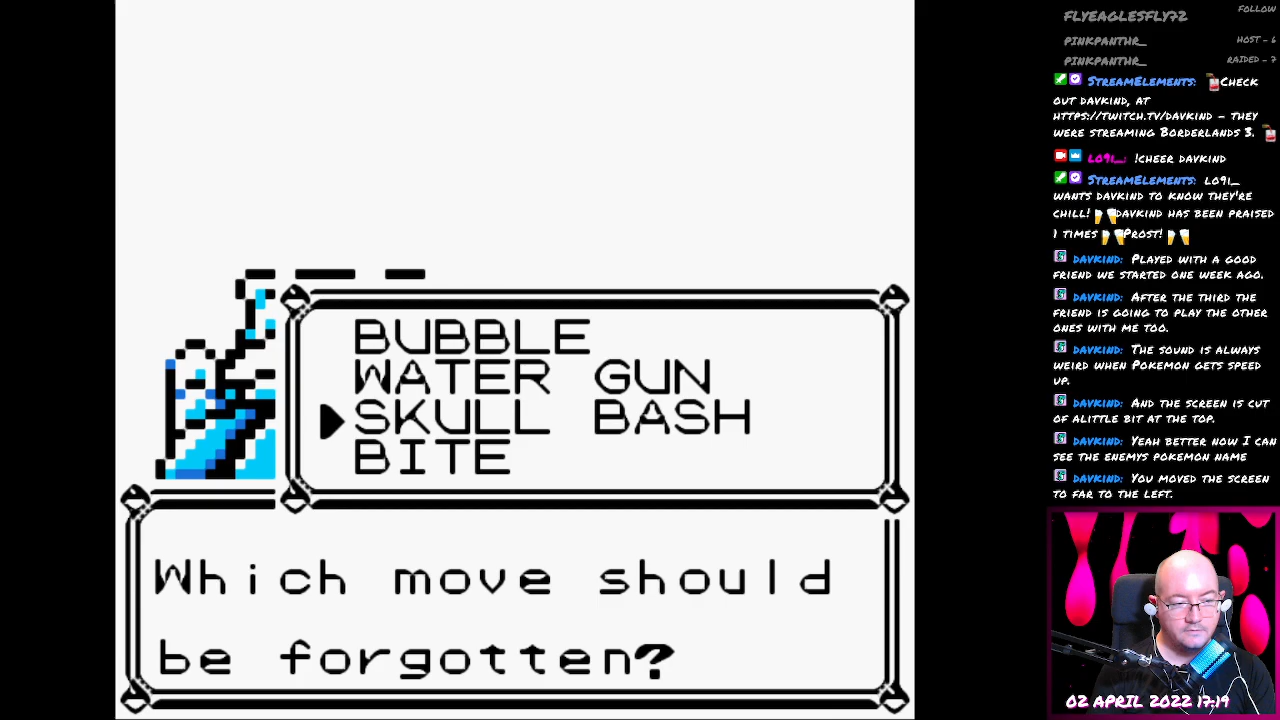 BUBBLE
WATER GUN
SKULL BASH
BITE
Which move should
be forgotten?
FOLLOW
FLYEAGLESFLY72
PINKPANTHR_
HOST - 6
PINKPANTHR_
RAIDED - 7
StreamElements: Check
out davkind, at
https://twitch.tv/davkind - they
were streaming Borderlands 3.
LO9I_: !cheer davkind
StreamElements: lo9i_
wants davkind to know they're
chill! davkind has been praised
1 times Prost!
davkind: Played with a good
friend we started one week ago.
davkind: After the third the
friend is going to play the other
ones with me too.
davkind: The sound is always
weird when Pokemon gets speed
up.
davkind: And the screen is cut
of alittle bit at the top.
davkind: Yeah better now I can
see the enemys pokemon name
davkind: You moved the screen
to far to the left.
02 APRIL 2022 17:19